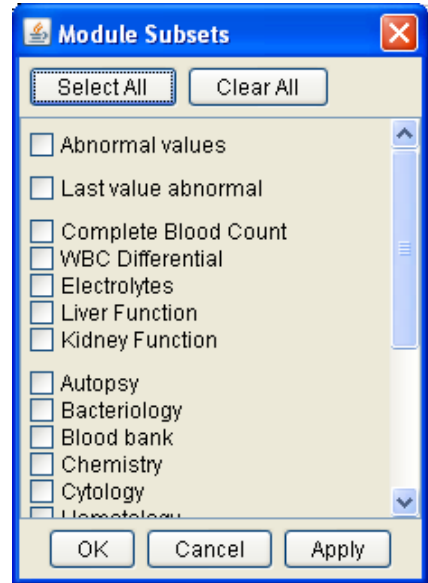 Module Subsets
Select All Clear All
Abnormal values
Last value abnormal
Complete Blood Count
WBC Differential
Electrolytes
Liver Function
Kidney Function
Autopsy
Bacteriology
Blood bank
Chemistry
Cytology
OK Cancel Apply